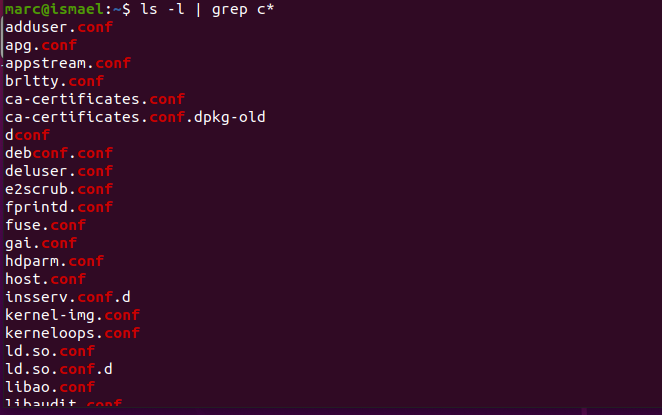 marc@ismael:~$ ls -l | grep c*
adduser.conf
apg.conf
appstream.conf
brltty.conf
ca-certificates.conf
ca-certificates.conf.dpkg-old
dconf
debconf.conf
deluser.conf
e2scrub.conf
fprintd.conf
fuse.conf
gai.conf
hdparm.conf
host.conf
insserv.conf.d
kernel-img.conf
kerneloops.conf
ld.so.conf
ld.so.conf.d
libao.conf
libaudit.conf